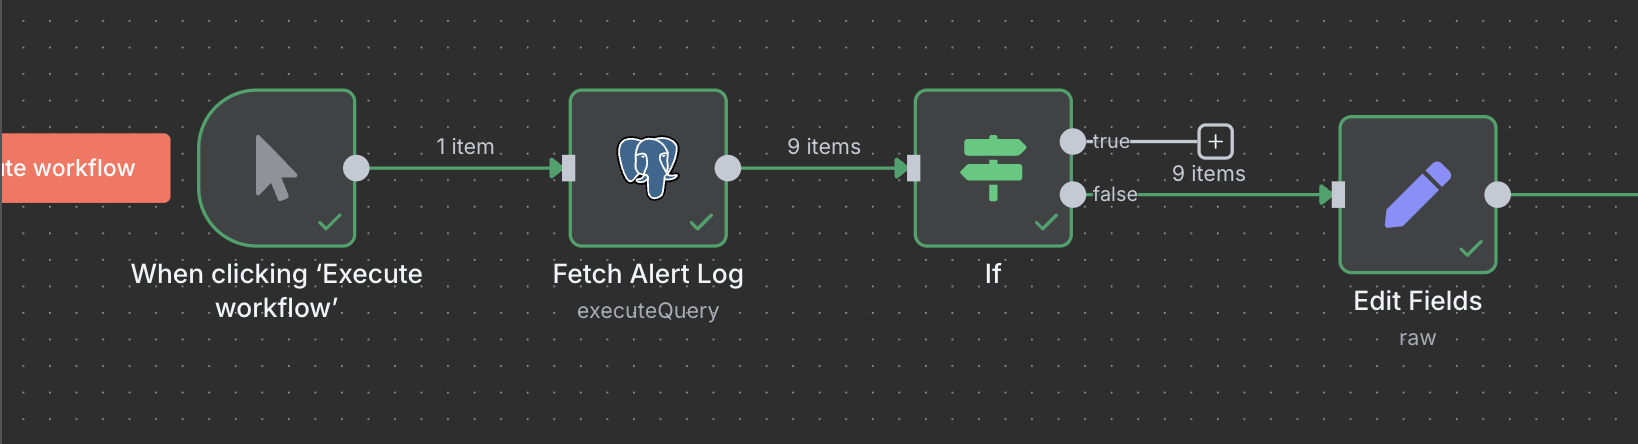 te workflow
1 item
9 items
true
9 items
false
When clicking ‘Execute
workflow’
Fetch Alert Log
executeQuery
If
Edit Fields
raw